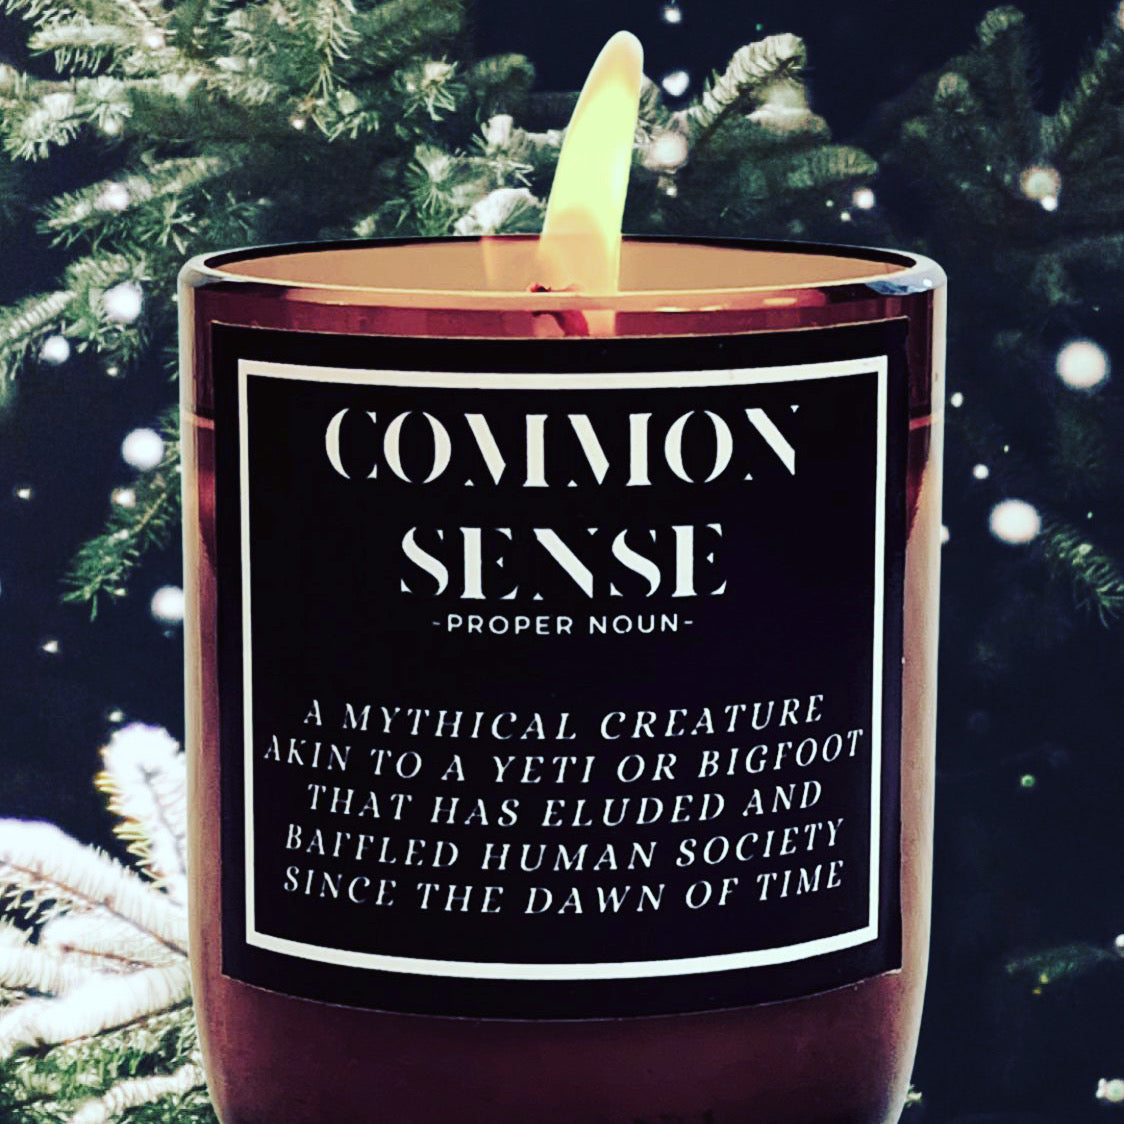 COMMON
SENSE
-PROPER NOUN-
A MYTHICAL CREATURE
AKIN TO A YETI OR BIGFOOT
THAT HAS ELUDED AND
BAFFLED HUMAN SOCIETY
SINCE THE DAWN OF TIME